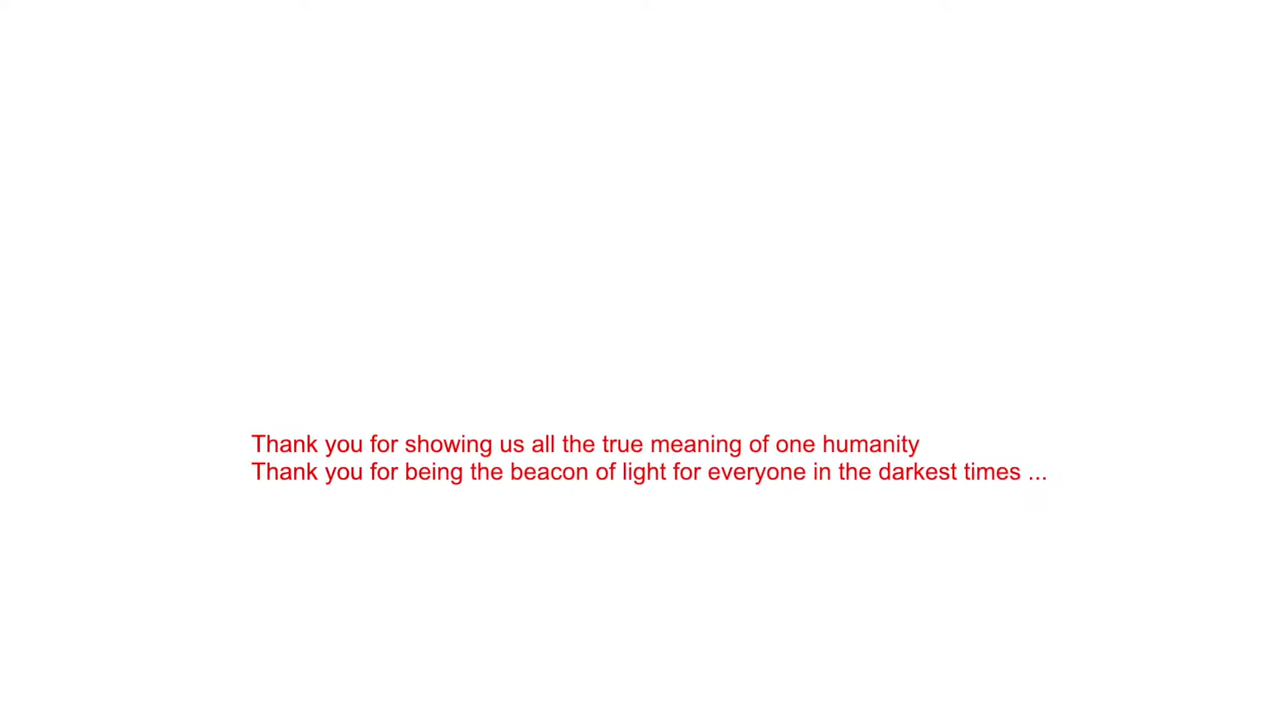 Thank you for showing us all the true meaning of one humanity
Thank you for being the beacon of light for everyone in the darkest times ...